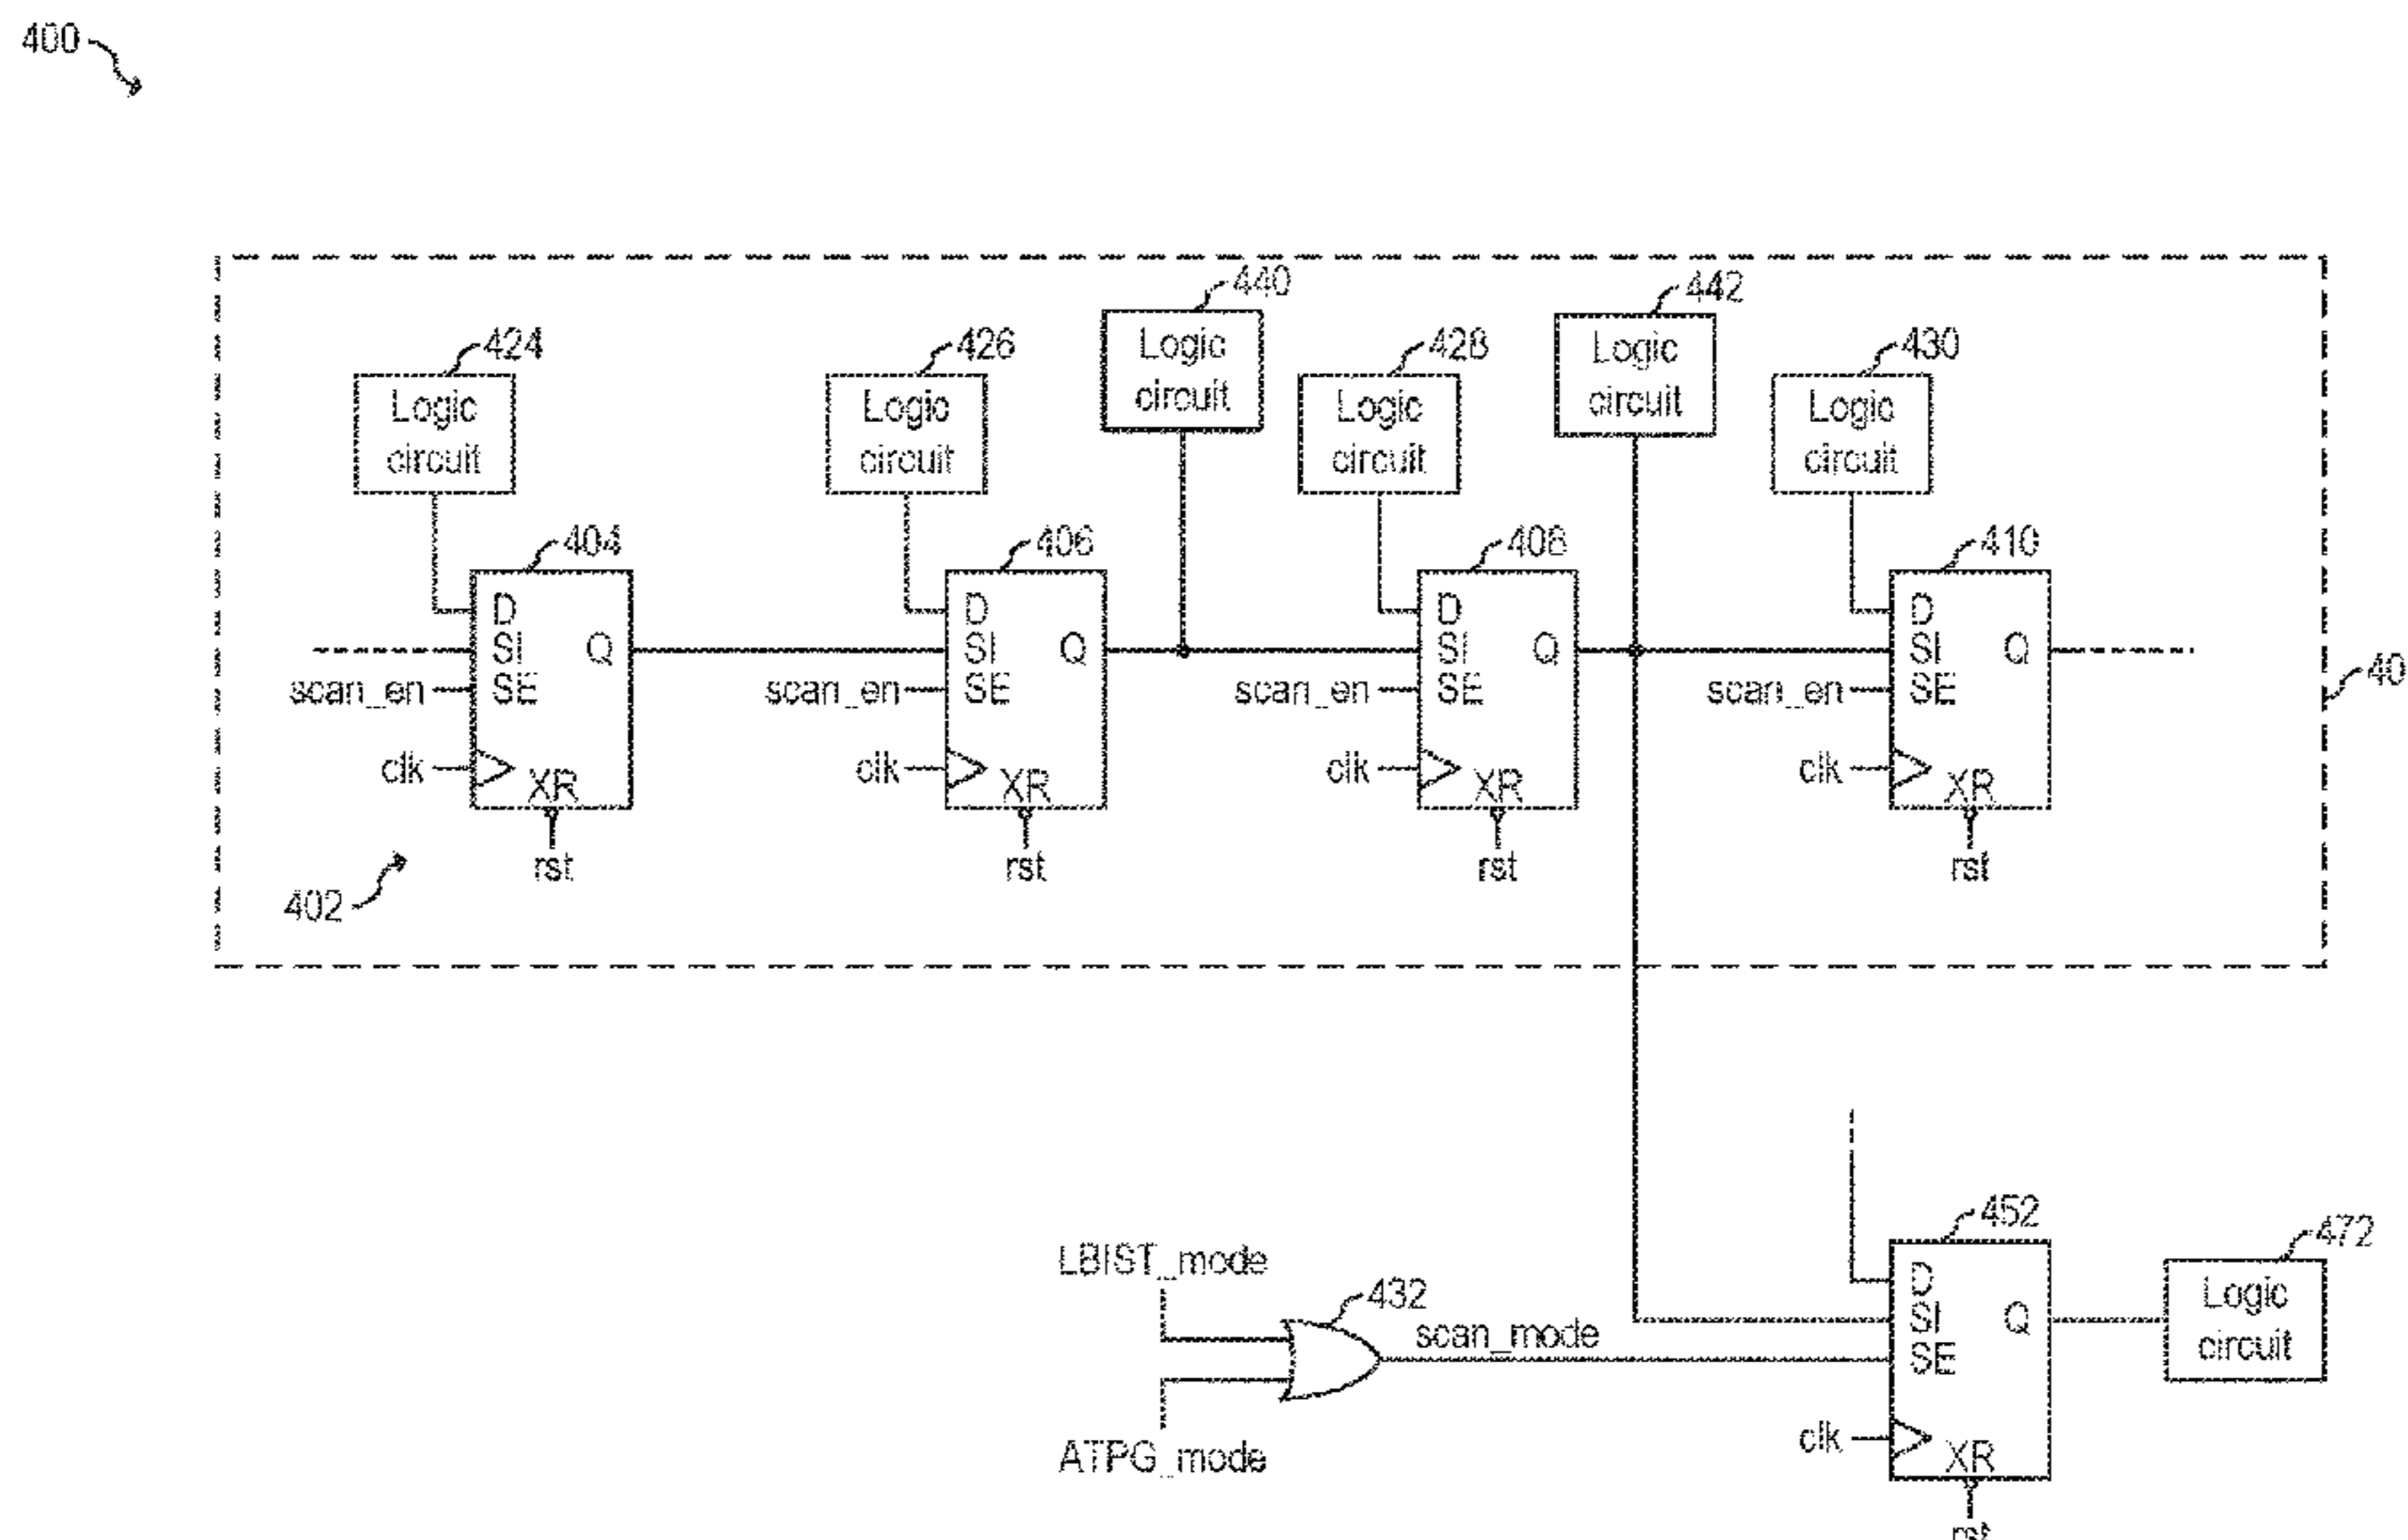 400
440
442
424
426
428
430
Logic
circuit
Logic
circuit
Logic
circuit
Logic
circuit
Logic
circuit
Logic
circuit
404
406
408
410
D
SI
SE
Q
XR
scan_en
clk
rst
D
SI
SE
Q
XR
scan_en
clk
rst
D
SI
SE
Q
XR
scan_en
clk
rst
D
SI
SE
Q
XR
scan_en
clk
rst
40
402
LBIST_mode
432
scan_mode
ATPG_mode
452
D
SI
SE
Q
XR
clk
rst
472
Logic
circuit